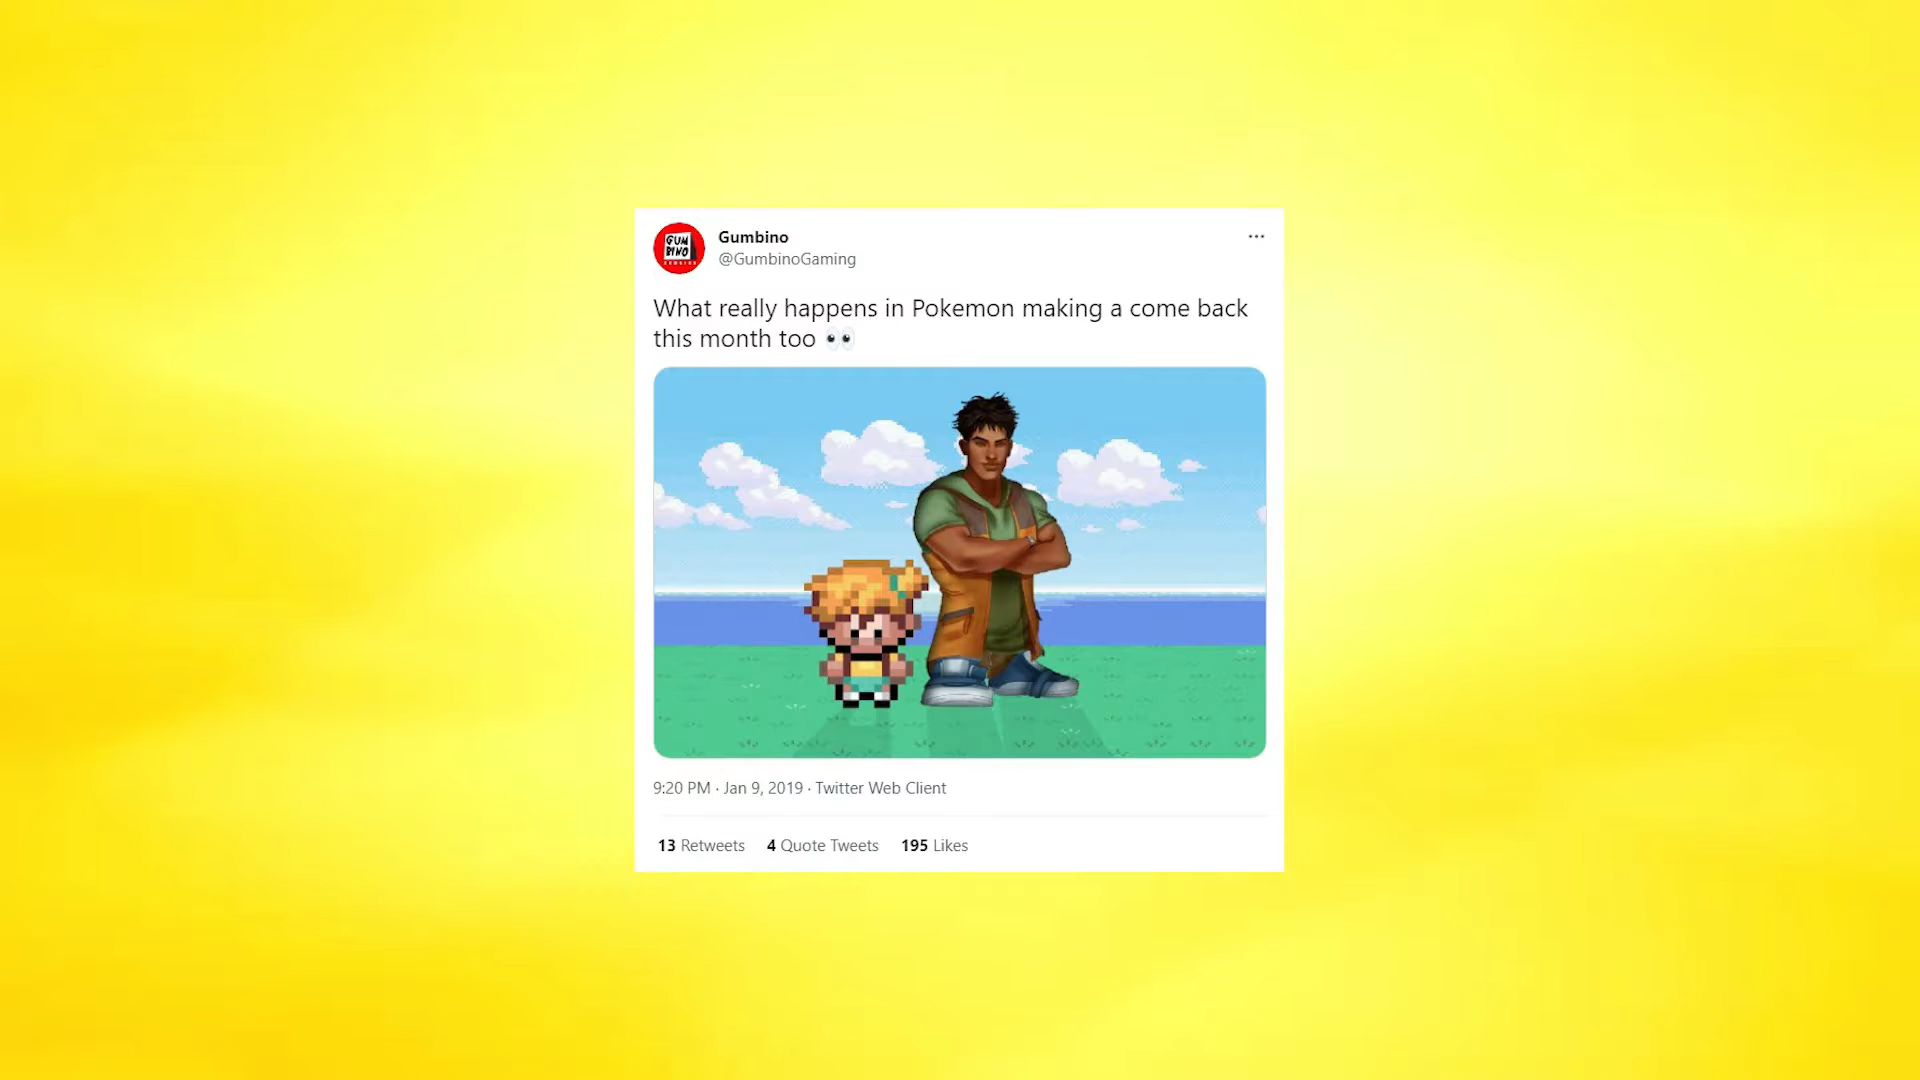 GUM
BINO
Gumbino
@GumbinoGaming
What really happens in Pokemon making a come back
this month too 👀
9:20 PM · Jan 9, 2019 · Twitter Web Client
13 Retweets 4 Quote Tweets 195 Likes